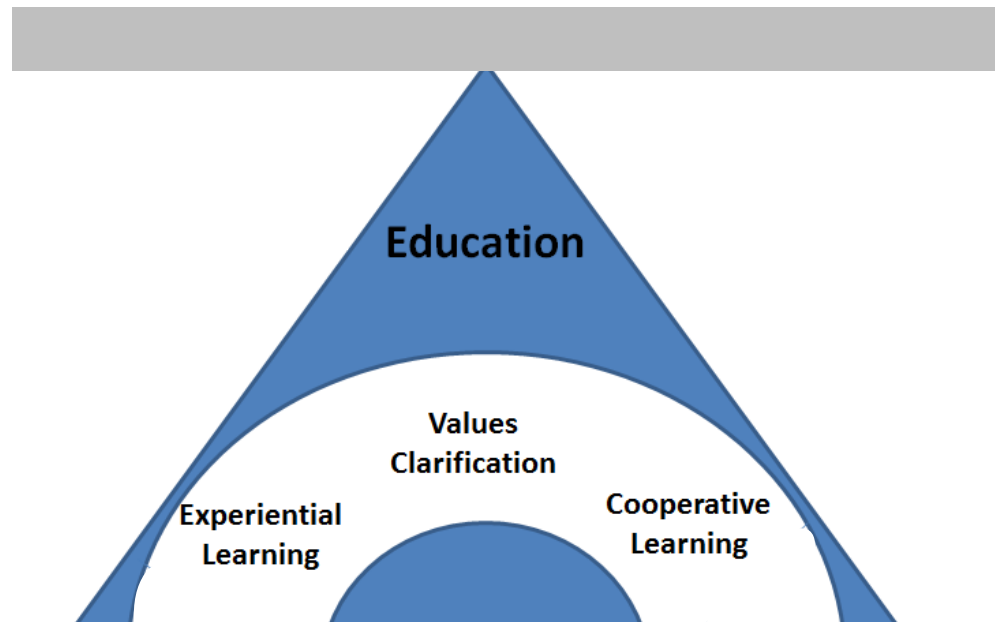 Education
Values
Clarification
Experiential
Learning
Cooperative
Learning